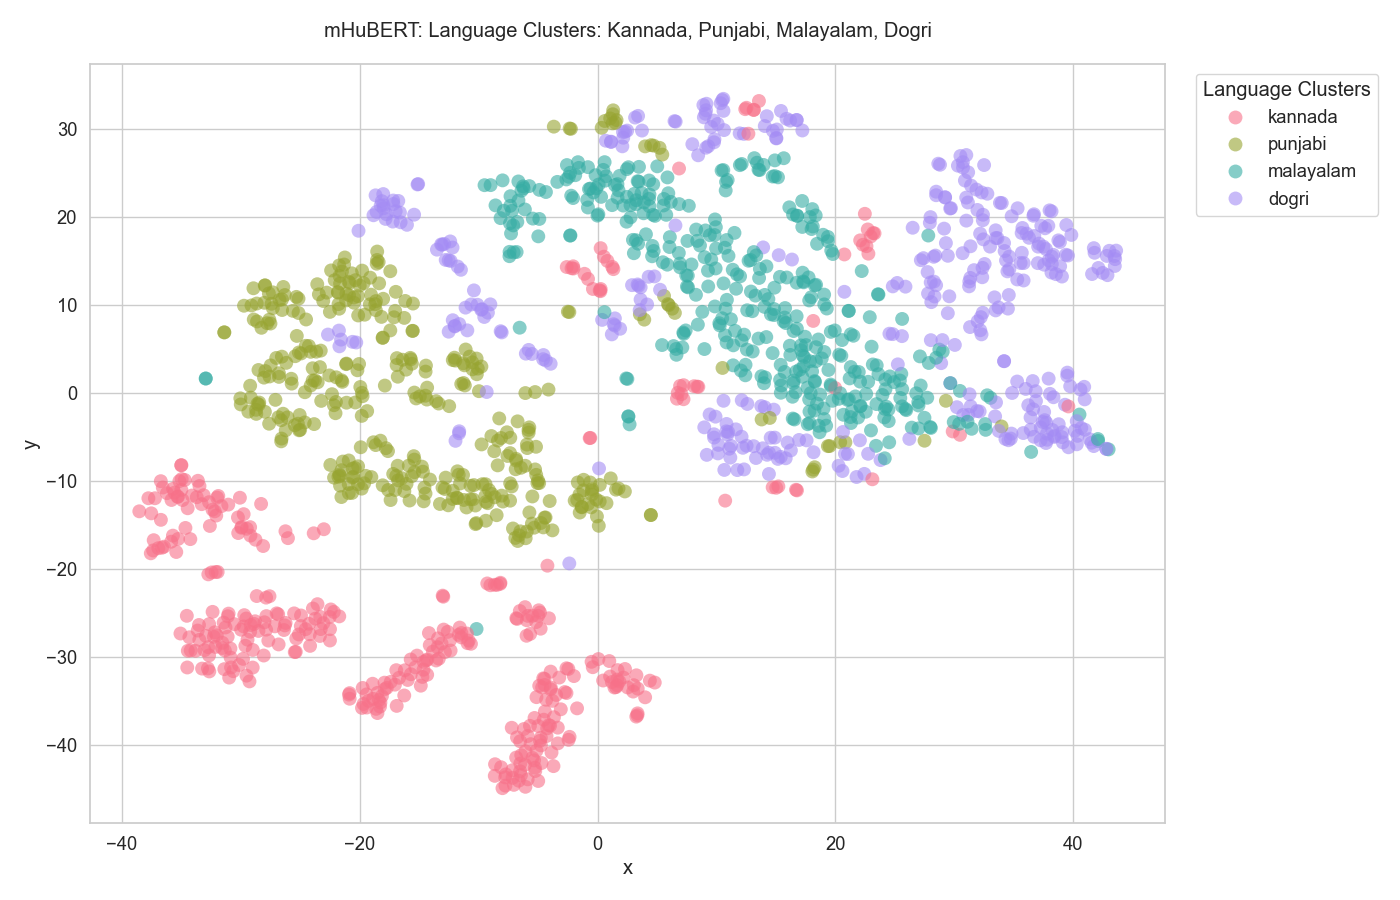 mHuBERT: Language Clusters: Kannada, Punjabi, Malayalam, Dogri
Language Clusters
kannada
punjabi
malayalam
dogri
y
30
20
10
0
−10
−20
−30
−40
−40
−20
0
20
40
x